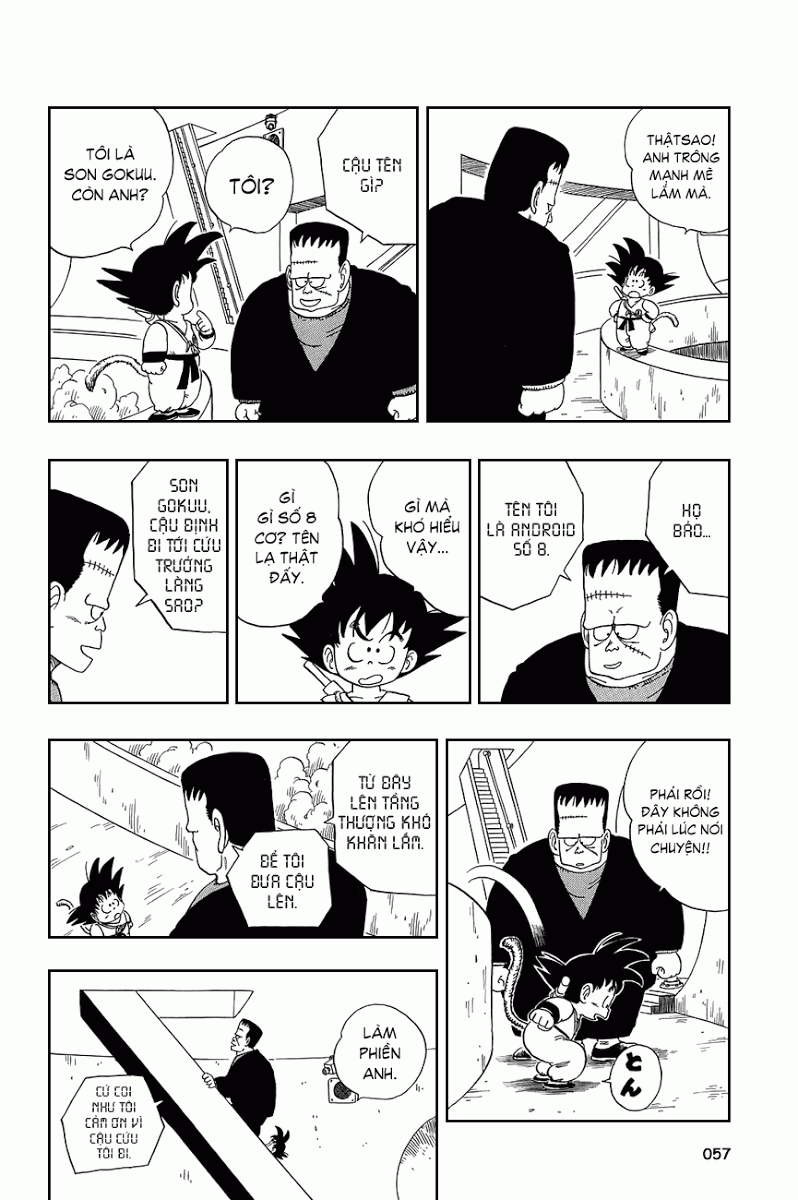 THẬTSAO!
ANH TRÔNG
MẠNH MẼ
LẮM MÀ.
CẬU TÊN
GÌ?
TÔI?
TÔI LÀ
SON GOKUU.
CÒN ANH?
HỌ
BẢO...
TÊN TÔI
LÀ ANDROID
SỐ 8.
GÌ MÀ
KHÓ HIỂU
VẬY...
GÌ
GÌ SỐ 8
CƠ? TÊN
LẠ THẬT
ĐẤY.
SON
GOKUU,
CẬU ĐỊNH
ĐI TỚI CỨU
TRƯỞNG
LÀNG
SAO?
PHẢI RỒI!
ĐÂY KHÔNG
PHẢI LÚC NÓI
CHUYỆN!!
とん
TỪ ĐÂY
LÊN TẦNG
THƯỢNG KHÓ
KHĂN LẮM.
ĐỂ TÔI
ĐƯA CẬU
LÊN.
LÀM
PHIỀN
ANH.
CỨ COI
NHƯ TÔI
CẢM ƠN VÌ
CẬU CỨU
TÔI ĐI.
057